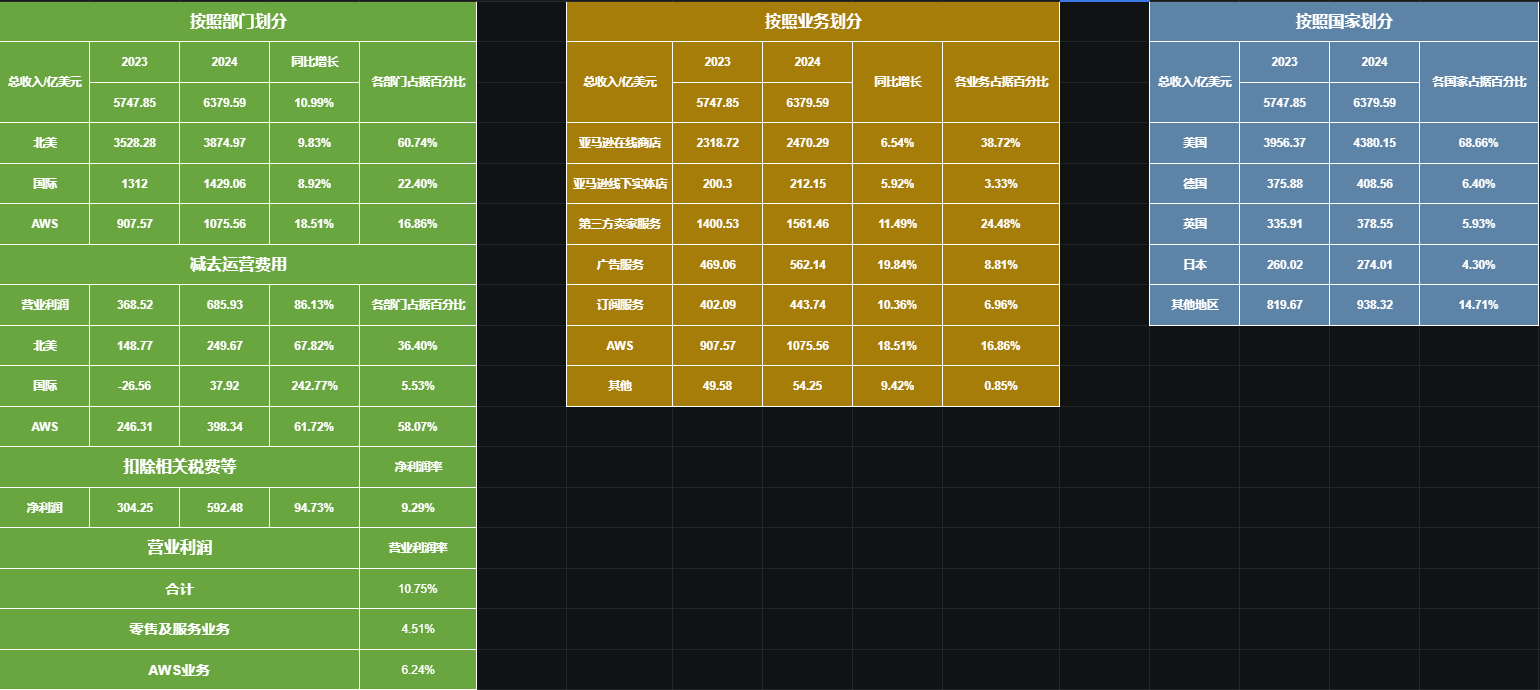 按照部门划分
总收入/亿美元 2023 2024 同比增长 各部门占据百分比
5747.85 6379.59 10.99%
北美 3528.28 3874.97 9.83% 60.74%
国际 1312 1429.06 8.92% 22.40%
AWS 907.57 1075.56 18.51% 16.86%
减去运营费用
营业利润 368.52 685.93 86.13% 各部门占据百分比
北美 148.77 249.67 67.82% 36.40%
国际 -26.56 37.92 242.77% 5.53%
AWS 246.31 398.34 61.72% 58.07%
扣除相关税费等 净利润率
净利润 304.25 592.48 94.73% 9.29%
营业利润 营业利润率
合计 10.75%
零售及服务业务 4.51%
AWS业务 6.24%
按照业务划分
总收入/亿美元 2023 2024 同比增长 各业务占据百分比
5747.85 6379.59
亚马逊在线商店 2318.72 2470.29 6.54% 38.72%
亚马逊线下实体店 200.3 212.15 5.92% 3.33%
第三方卖家服务 1400.53 1561.46 11.49% 24.48%
广告服务 469.06 562.14 19.84% 8.81%
订阅服务 402.09 443.74 10.36% 6.96%
AWS 907.57 1075.56 18.51% 16.86%
其他 49.58 54.25 9.42% 0.85%
按照国家划分
总收入/亿美元 2023 2024 各国家占据百分比
5747.85 6379.59
美国 3956.37 4380.15 68.66%
德国 375.88 408.56 6.40%
英国 335.91 378.55 5.93%
日本 260.02 274.01 4.30%
其他地区 819.67 938.32 14.71%